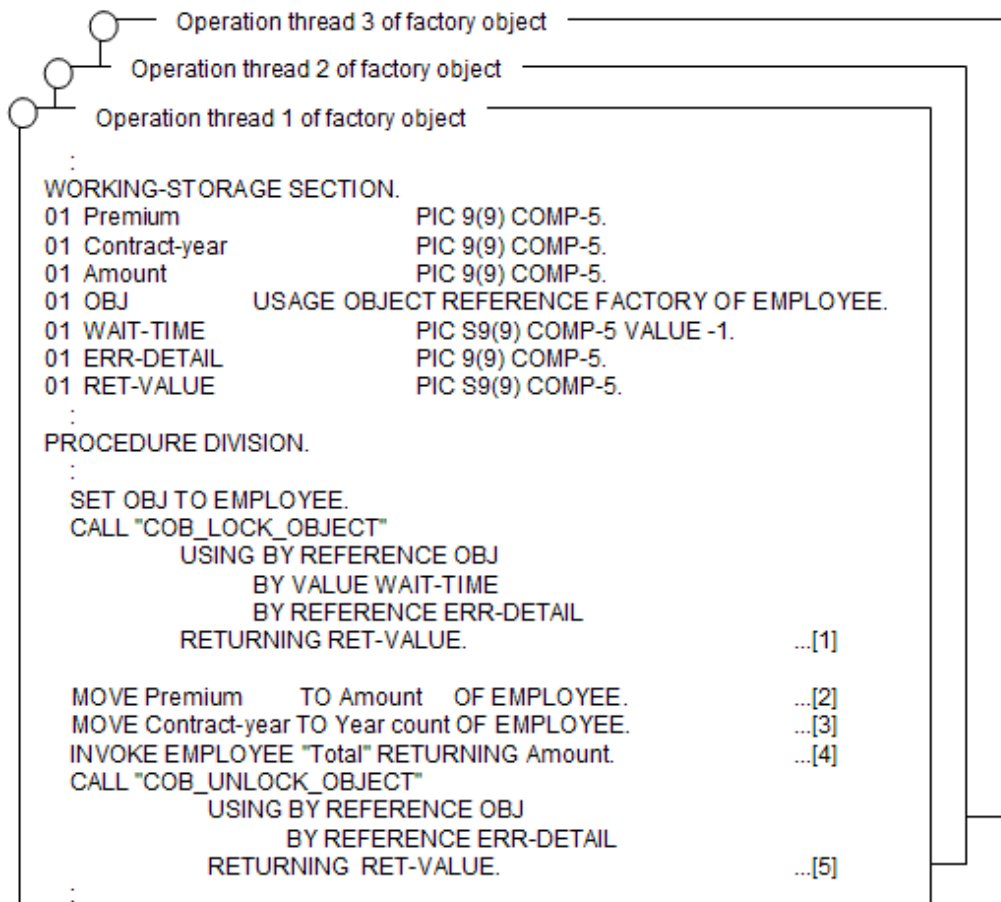 Operation thread 3 of factory object
Operation thread 2 of factory object
Operation thread 1 of factory object
:
WORKING-STORAGE SECTION.
01 Premium PIC 9(9) COMP-5.
01 Contract-year PIC 9(9) COMP-5.
01 Amount PIC 9(9) COMP-5.
01 OBJ USAGE OBJECT REFERENCE FACTORY OF EMPLOYEE.
01 WAIT-TIME PIC S9(9) COMP-5 VALUE -1.
01 ERR-DETAIL PIC 9(9) COMP-5.
01 RET-VALUE PIC S9(9) COMP-5.
:
PROCEDURE DIVISION.
:
SET OBJ TO EMPLOYEE.
CALL "COB_LOCK_OBJECT"
USING BY REFERENCE OBJ
BY VALUE WAIT-TIME
BY REFERENCE ERR-DETAIL
RETURNING RET-VALUE. ...[1]
MOVE Premium TO Amount OF EMPLOYEE. ...[2]
MOVE Contract-year TO Year count OF EMPLOYEE. ...[3]
INVOKE EMPLOYEE "Total" RETURNING Amount. ...[4]
CALL "COB_UNLOCK_OBJECT"
USING BY REFERENCE OBJ
BY REFERENCE ERR-DETAIL
RETURNING RET-VALUE. ...[5]
: